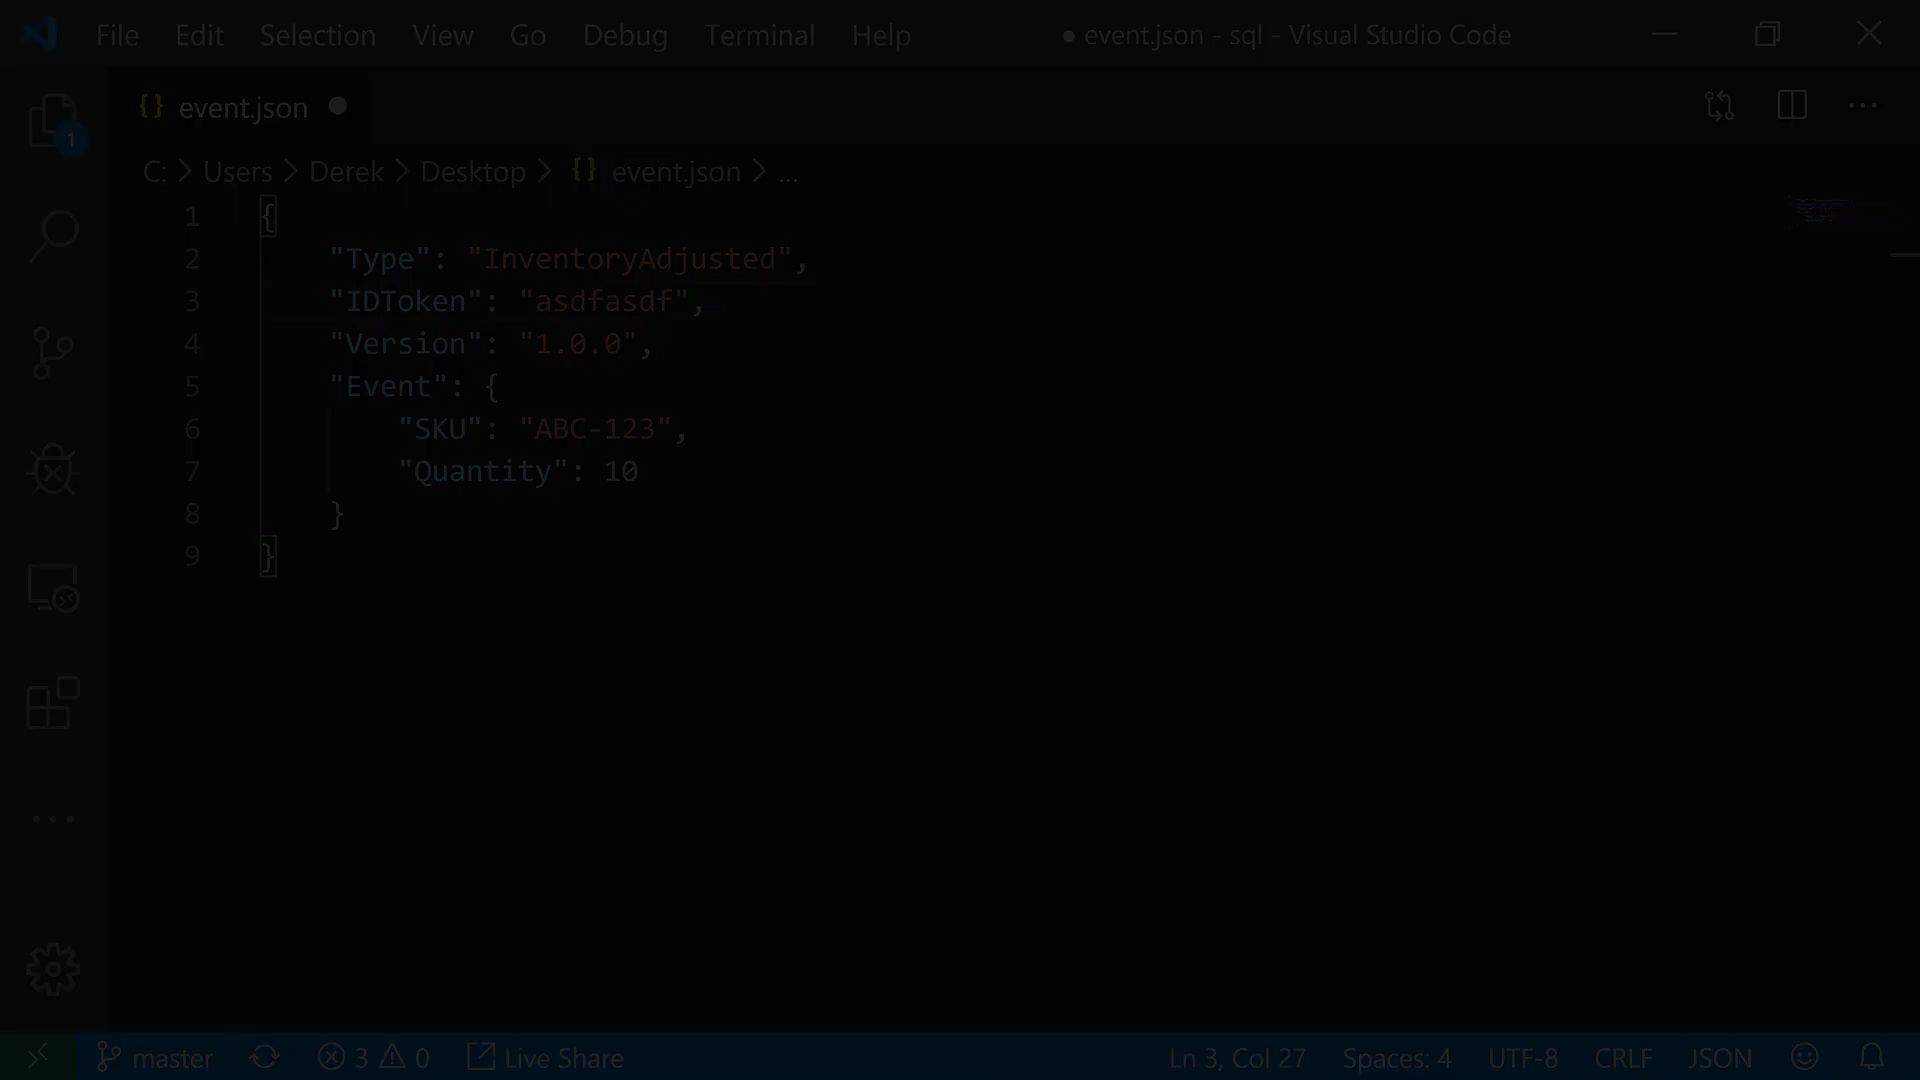 File Edit Selection View Go Debug Terminal Help ● event.json - sql - Visual Studio Code
{} event.json ●
C: > Users > Derek > Desktop > {} event.json > ...
1
1 {
2 "Type": "InventoryAdjusted",
3 "IDToken": "asdfasdf",
4 "Version": "1.0.0",
5 "Event": {
6 "SKU": "ABC-123",
7 "Quantity": 10
8 }
9 }
master 3 0 Live Share Ln 3, Col 27 Spaces: 4 UTF-8 CRLF JSON